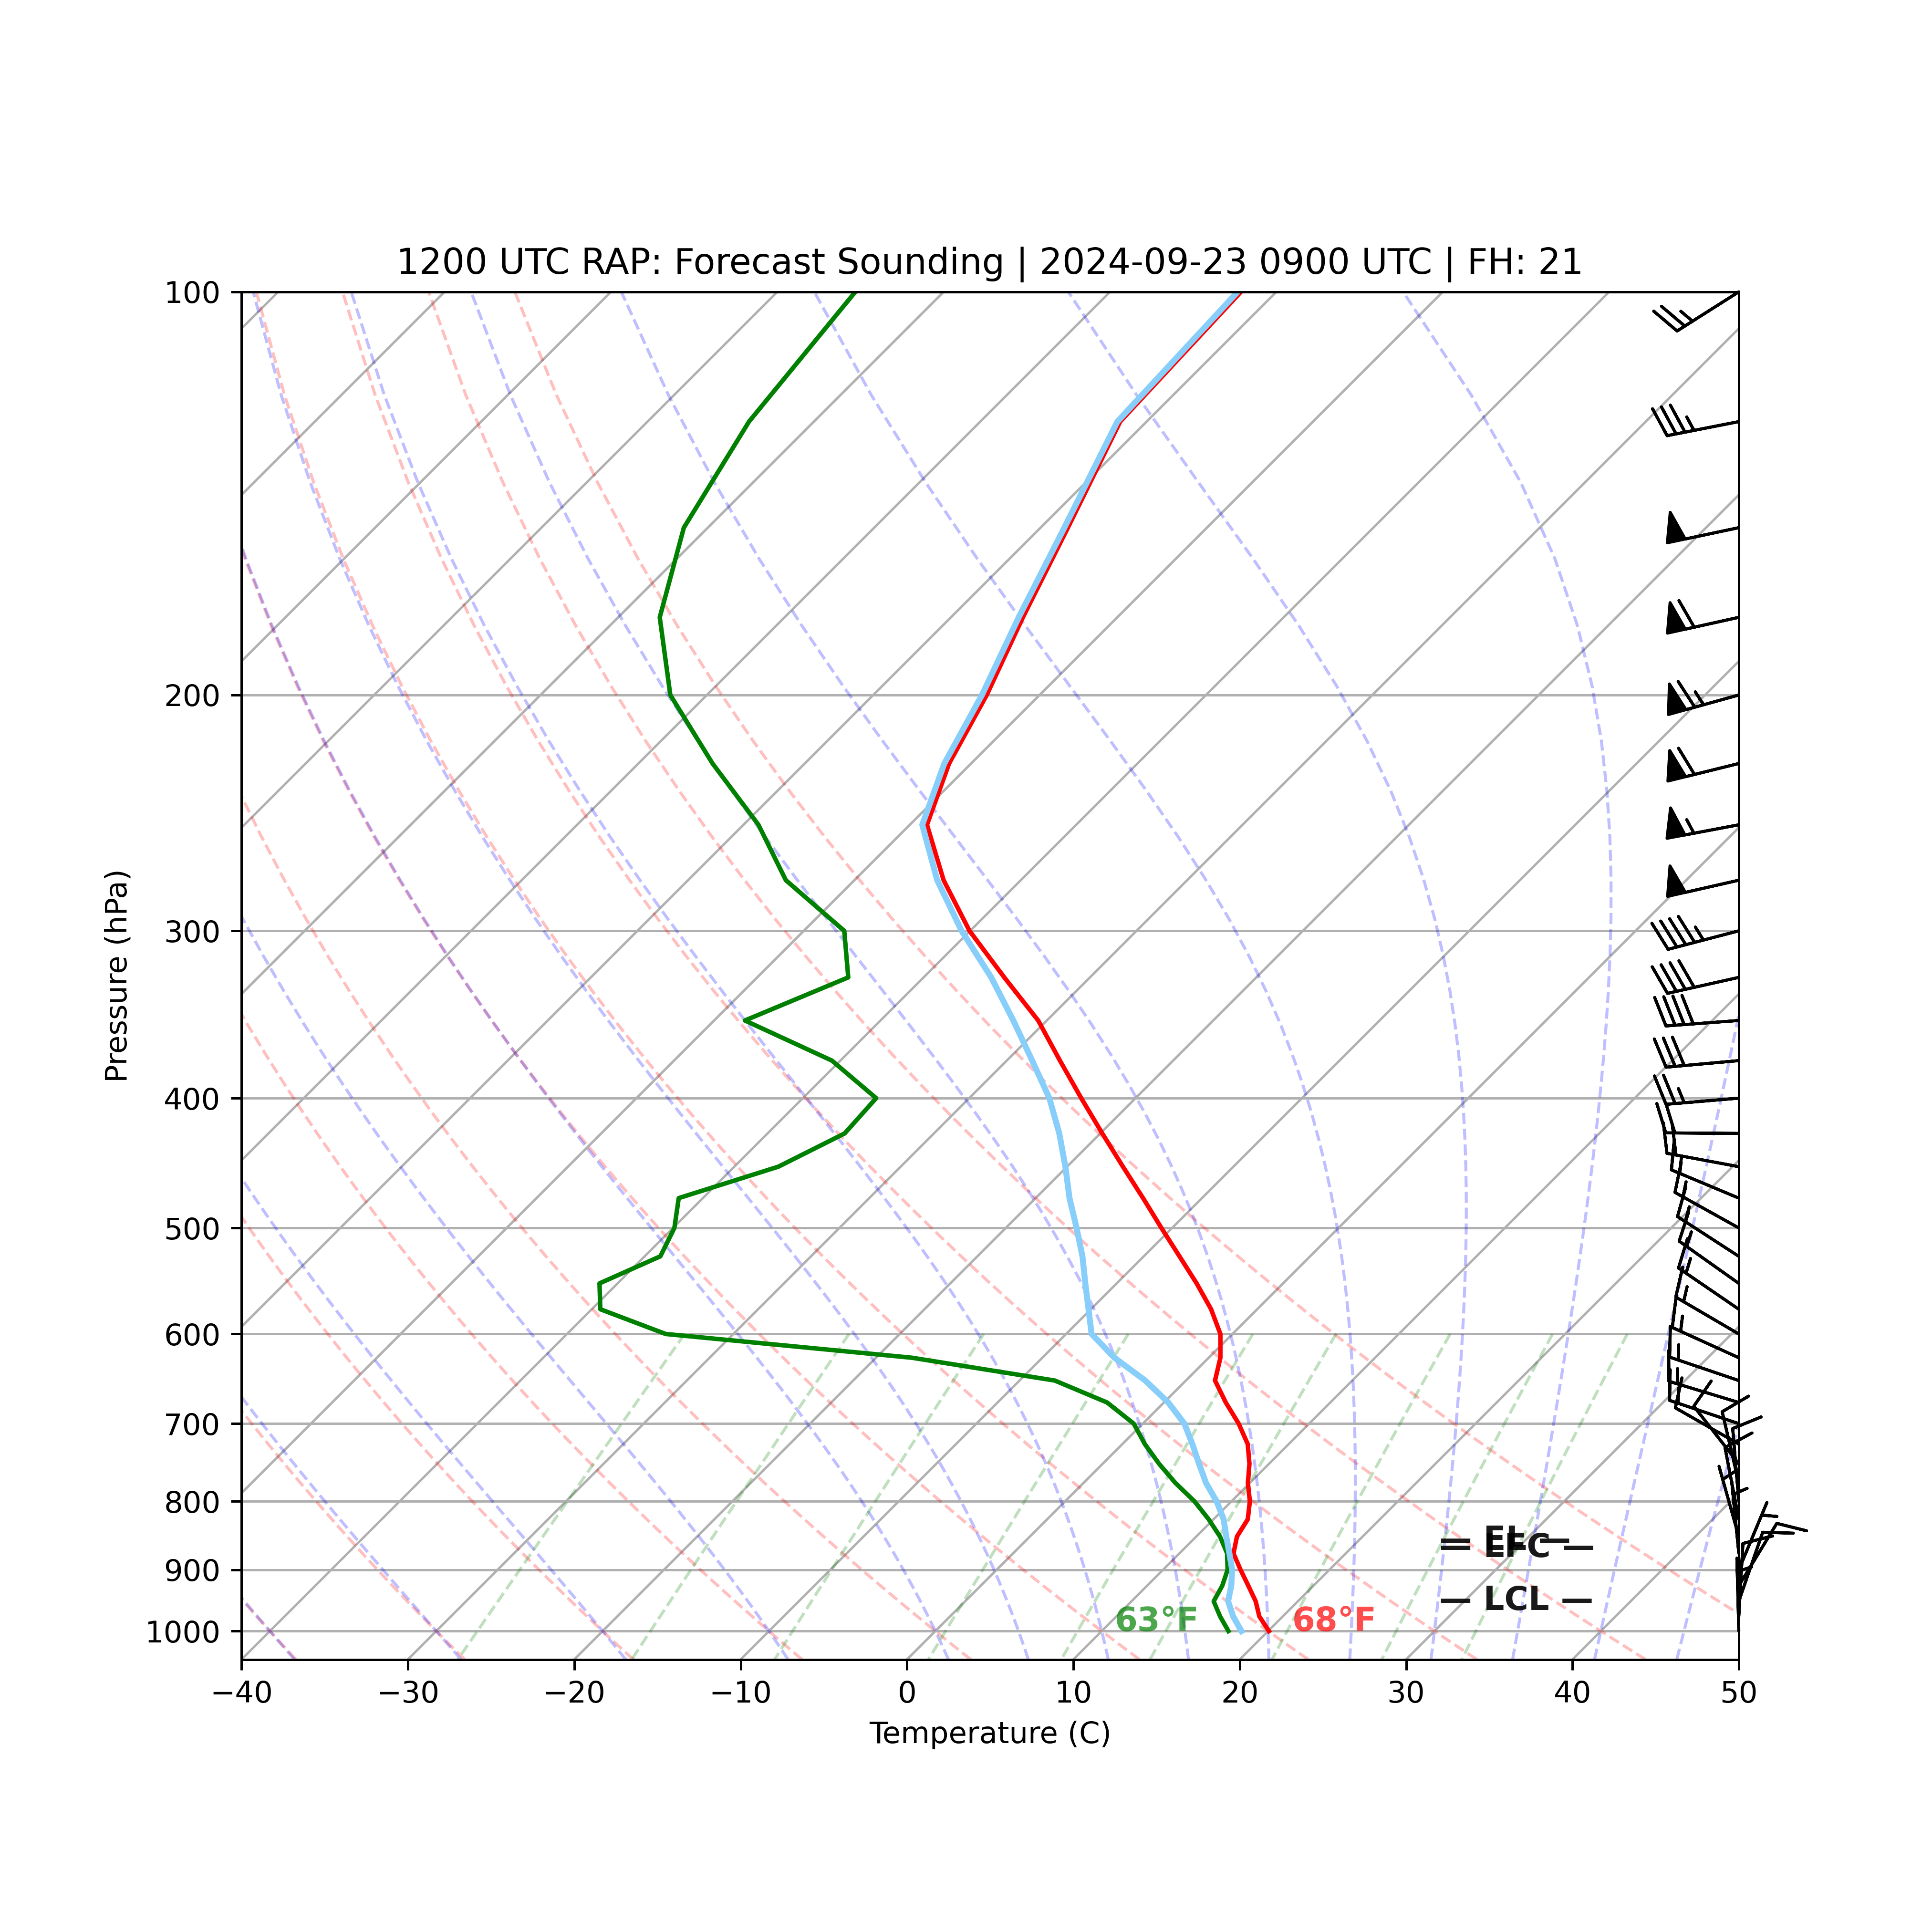 1200 UTC RAP: Forecast Sounding | 2024-09-23 0900 UTC | FH: 21
100
200
300
400
500
600
700
800
900
1000
Pressure (hPa)
— LCL —
63°F
68°F
−40 −30 −20 −10 0 10 20 30 40 50
Temperature (C)